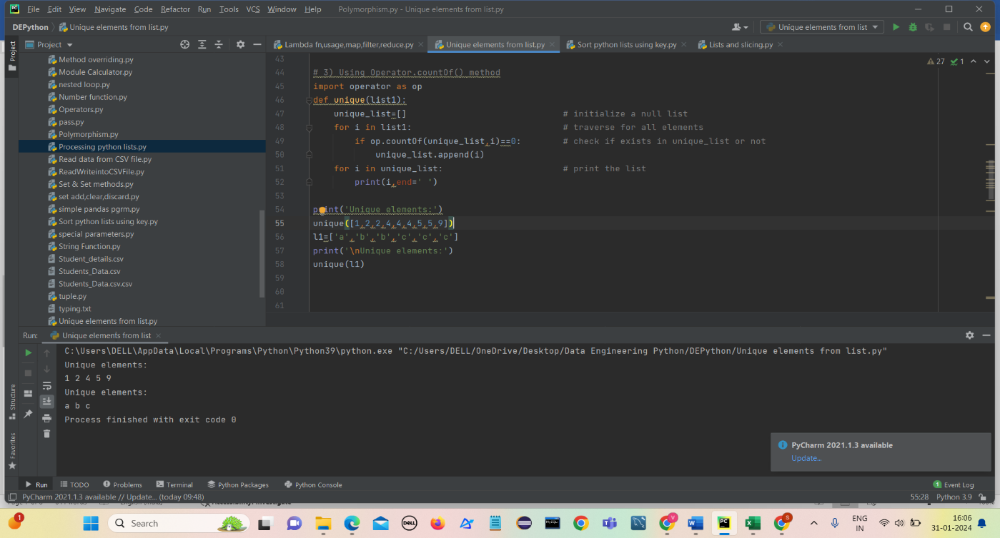 File Edit View Navigate Code Refactor Run Tools VCS Window Help Polymorphism.py - Unique elements from list.py
DEPython Unique elements from list.py
Unique elements from list
Project
Lambda fn,usage,map,filter,reduce.py Unique elements from list.py Sort python lists using key.py Lists and slicing.py
Project
Method overriding.py
Module Calculator.py
nested loop.py
Number function.py
Operators.py
pass.py
Polymorphism.py
Processing python lists.py
Read data from CSV file.py
ReadWriteintoCSVFile.py
Set & Set methods.py
set add,clear,discard.py
simple pandas pgrm.py
Sort python lists using key.py
special parameters.py
String Function.py
Student_details.csv
Students_Data.csv
Students_Data.csv.csv
tuple.py
typing.txt
Unique elements from list.py
27 1
43
44 # 3) Using Operator.countOf() method
45 import operator as op
46 def unique(list1):
47 unique_list=[] # initialize a null list
48 for i in list1: # traverse for all elements
49 if op.countOf(unique_list,i)==0: # check if exists in unique_list or not
50 unique_list.append(i)
51 for i in unique_list: # print the list
52 print(i,end=' ')
53
54 print('Unique elements:')
55 unique([1,2,2,4,4,4,5,5,9])
56 l1=['a','b','b','c','c','c']
57 print('\nUnique elements:')
58 unique(l1)
59
60
61
Run: Unique elements from list
C:\Users\DELL\AppData\Local\Programs\Python\Python39\python.exe "C:/Users/DELL/OneDrive/Desktop/Data Engineering Python/DEPython/Unique elements from list.py"
Unique elements:
1 2 4 5 9
Unique elements:
a b c
Process finished with exit code 0
Structure
Favorites
PyCharm 2021.1.3 available
Update...
Run TODO Problems Terminal Python Packages Python Console 1 Event Log
PyCharm 2021.1.3 available // Update... (today 09:48) 55:28 Python 3.9
1 Search DELL MySQL V W PC X S ENG 16:06
IN 31-01-2024